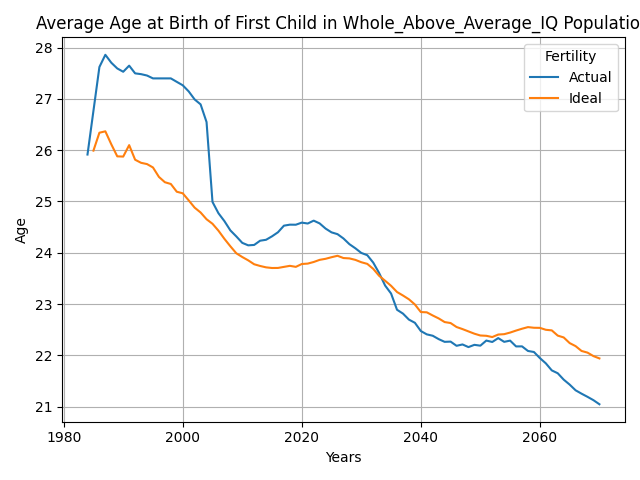 Average Age at Birth of First Child in Whole_Above_Average_IQ Populatio
Fertility
Actual
Ideal
28
27
26
25
24
23
22
21
Age
1980
2000
2020
2040
2060
Years